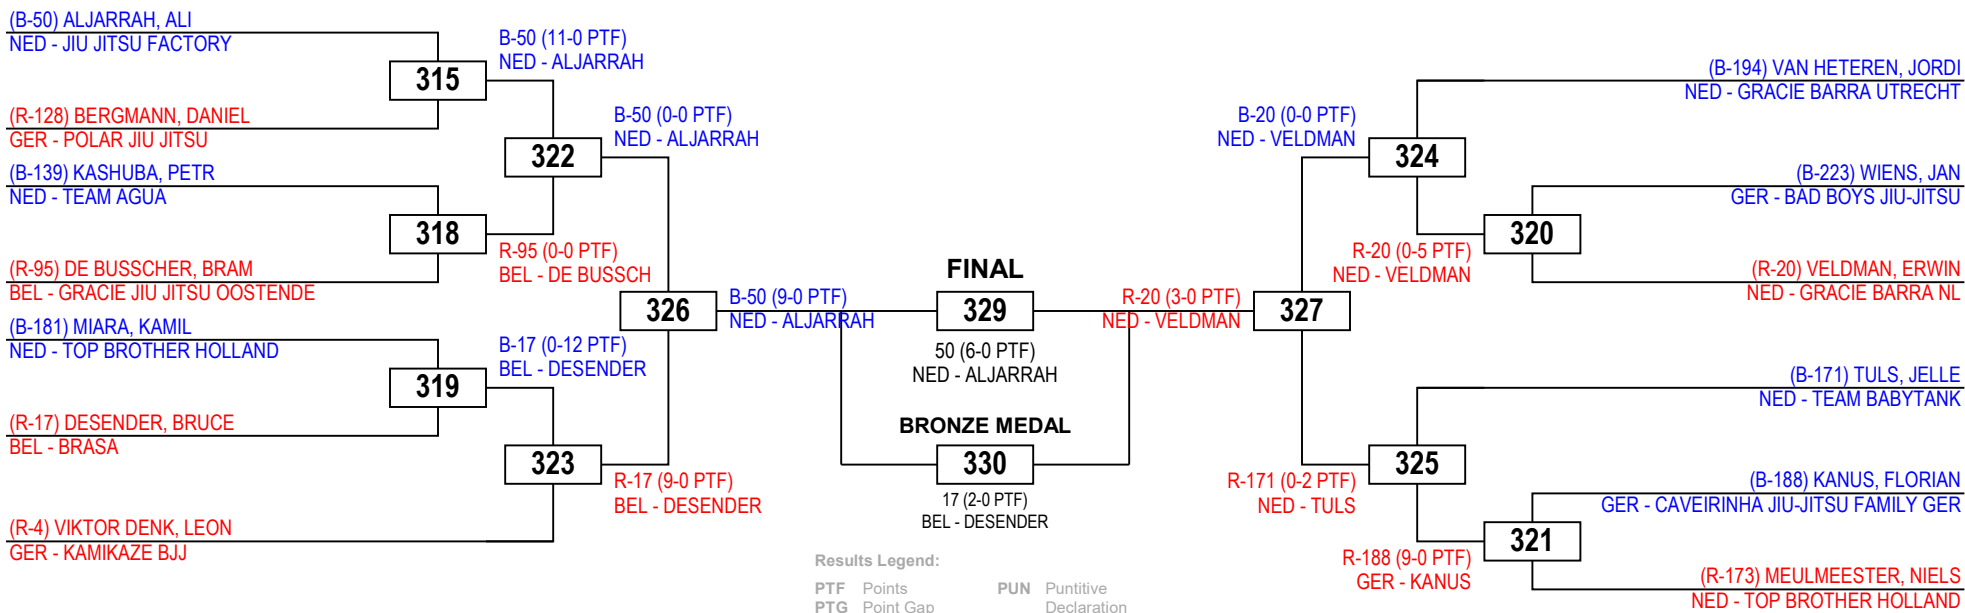 (B-50) ALJARRAH, ALI
NED - JIU JITSU FACTORY
315
(R-128) BERGMANN, DANIEL
GER - POLAR JIU JITSU
B-50 (11-0 PTF)
NED - ALJARRAH
322
(B-139) KASHUBA, PETR
NED - TEAM AGUA
318
(R-95) DE BUSSCHER, BRAM
BEL - GRACIE JIU JITSU OOSTENDE
R-95 (0-0 PTF)
BEL - DE BUSSCH
B-50 (0-0 PTF)
NED - ALJARRAH
326
(B-181) MIARA, KAMIL
NED - TOP BROTHER HOLLAND
319
(R-17) DESENDER, BRUCE
BEL - BRASA
B-17 (0-12 PTF)
BEL - DESENDER
323
(R-4) VIKTOR DENK, LEON
GER - KAMIKAZE BJJ
R-17 (9-0 PTF)
BEL - DESENDER
B-50 (9-0 PTF)
NED - ALJARRAH
FINAL
329
50 (6-0 PTF)
NED - ALJARRAH
BRONZE MEDAL
330
17 (2-0 PTF)
BEL - DESENDER
R-20 (3-0 PTF)
NED - VELDMAN
327
B-20 (0-0 PTF)
NED - VELDMAN
324
(B-194) VAN HETEREN, JORDI
NED - GRACIE BARRA UTRECHT
(B-223) WIENS, JAN
GER - BAD BOYS JIU-JITSU
320
R-20 (0-5 PTF)
NED - VELDMAN
(R-20) VELDMAN, ERWIN
NED - GRACIE BARRA NL
(B-171) TULS, JELLE
NED - TEAM BABYTANK
325
R-171 (0-2 PTF)
NED - TULS
(B-188) KANUS, FLORIAN
GER - CAVEIRINHA JIU-JITSU FAMILY GER
321
R-188 (9-0 PTF)
GER - KANUS
(R-173) MEULMEESTER, NIELS
NED - TOP BROTHER HOLLAND
Results Legend:
PTF Points PUN Puntitive
PTG Point Gap Declaration